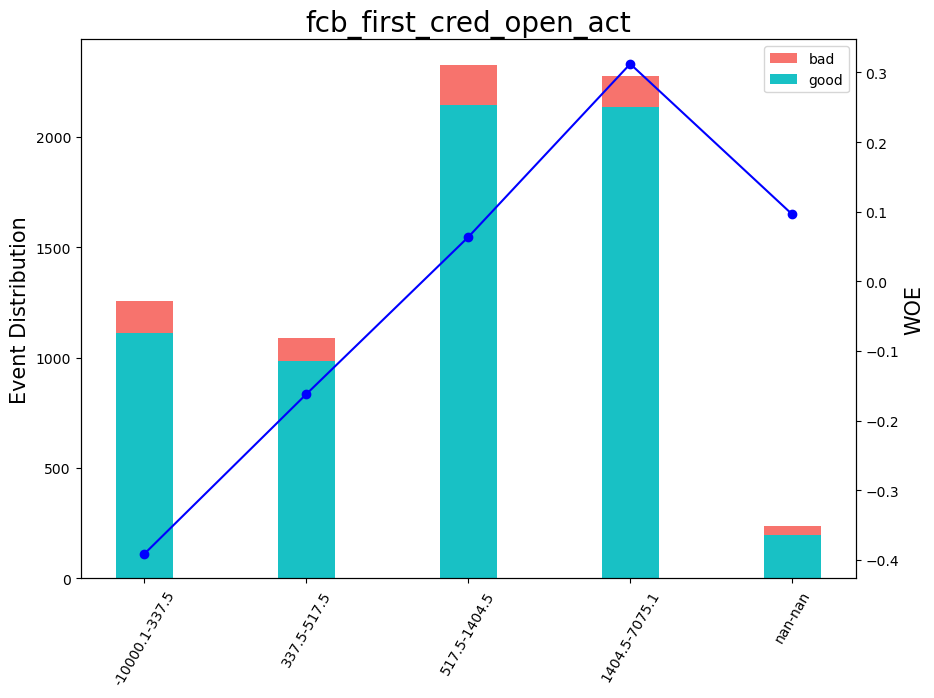 fcb_first_cred_open_act
bad
good
Event Distribution
2000
1500
1000
500
0
0.3
0.2
0.1
0.0
−0.1
−0.2
−0.3
−0.4
WOE
-10000.1-337.5
337.5-517.5
517.5-1404.5
1404.5-7075.1
nan-nan